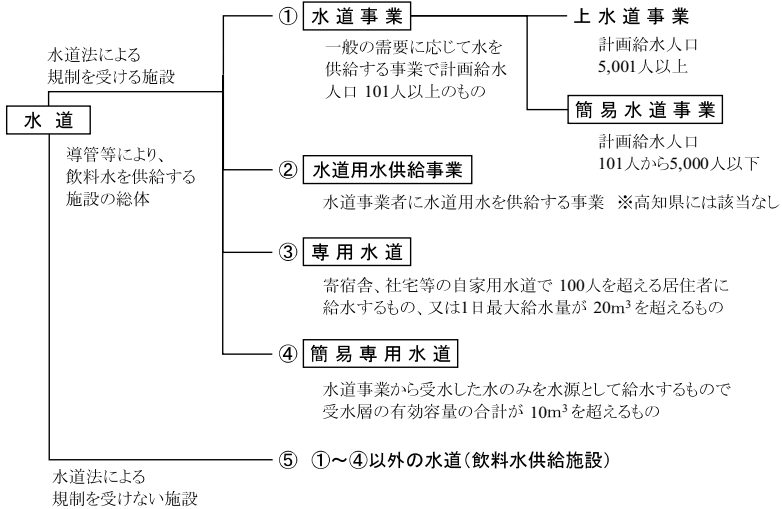 水道
導管等により、
飲料水を供給する
施設の総体
水道法による
規制を受ける施設
① 水道事業
一般の需要に応じて水を
供給する事業で計画給水
人口 101人以上のもの
上水道事業
計画給水人口
5,001人以上
簡易水道事業
計画給水人口
101人から5,000人以下
② 水道用水供給事業
水道事業者に水道用水を供給する事業 ※高知県には該当なし
③ 専用水道
寄宿舎、社宅等の自家用水道で 100人を超える居住者に
給水するもの、又は1日最大給水量が 20m³を超えるもの
④ 簡易専用水道
水道事業から受水した水のみを水源として給水するもので
受水層の有効容量の合計が 10m³を超えるもの
水道法による
規制を受けない施設
⑤ ①～④以外の水道(飲料水供給施設)